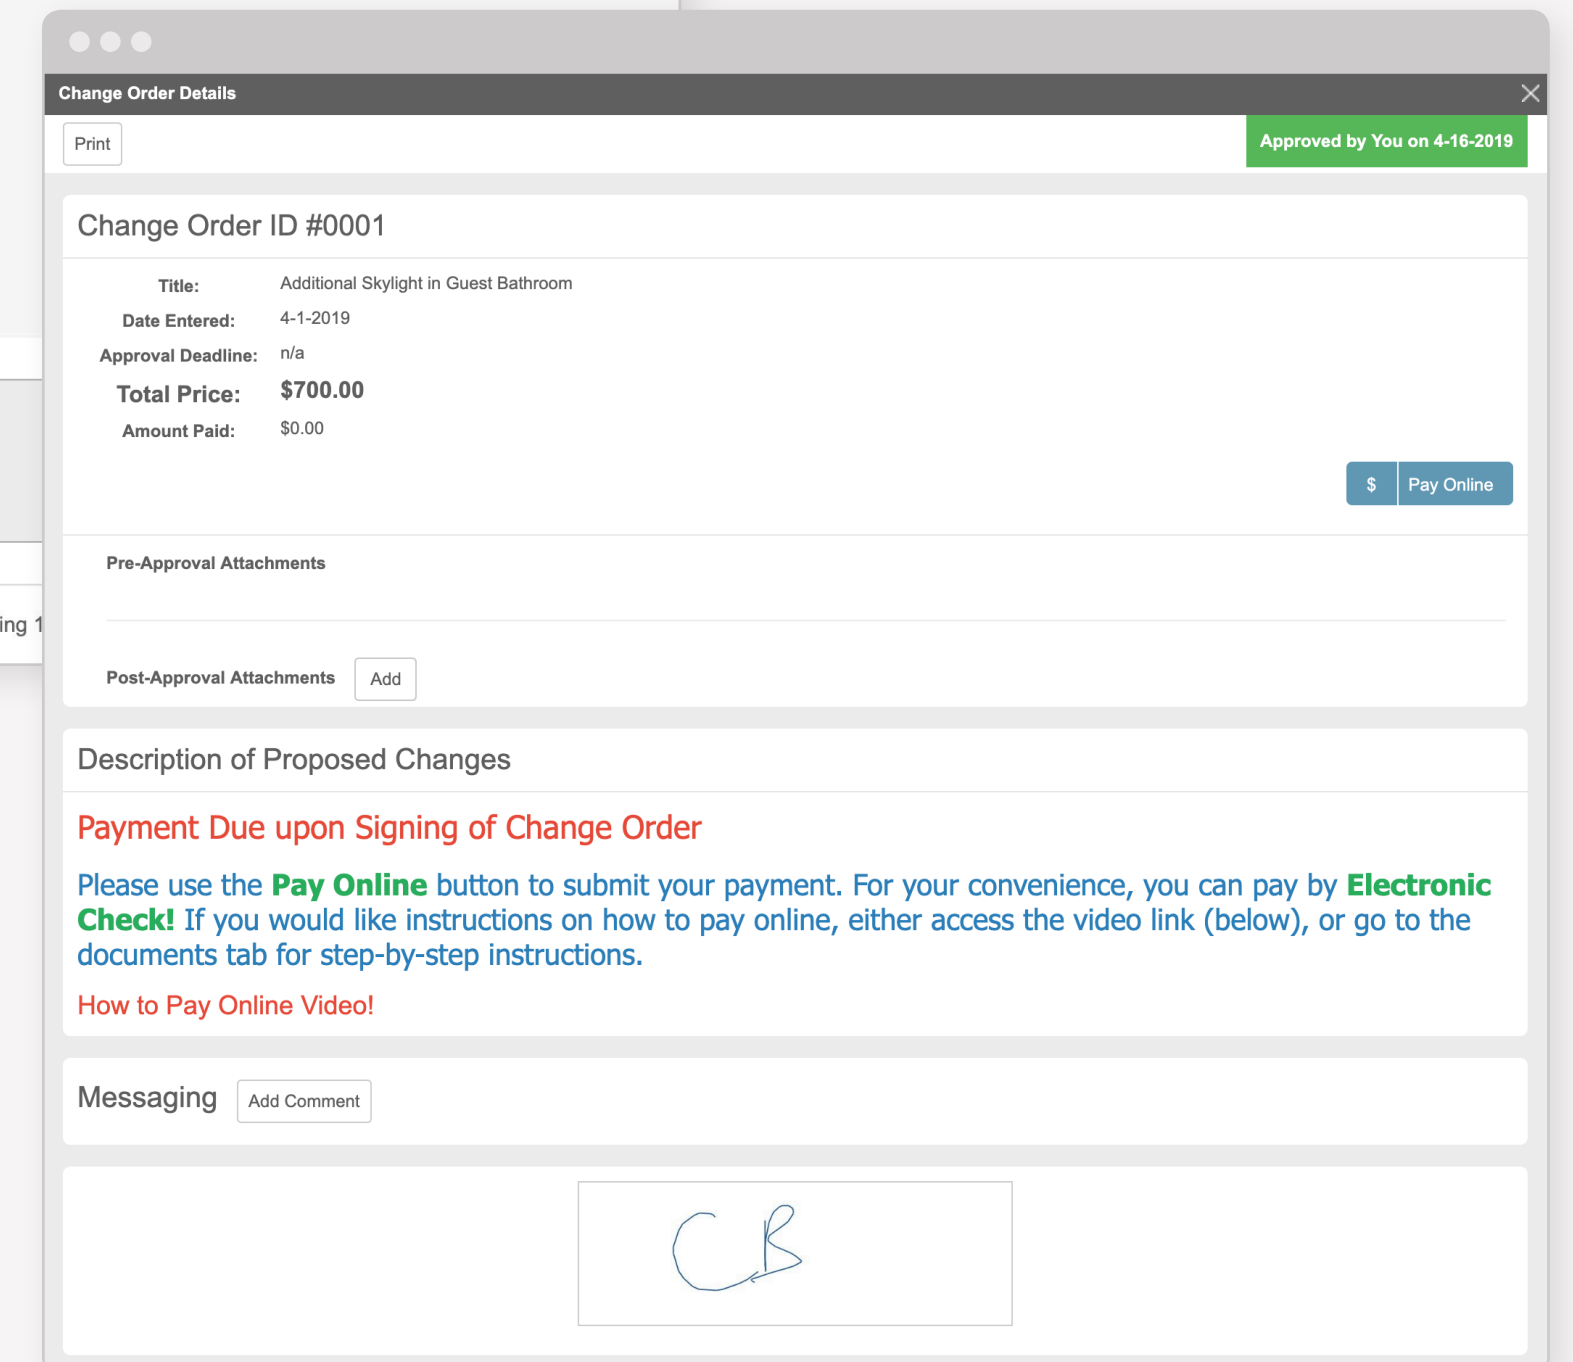 Change Order Details
Print
Approved by You on 4-16-2019
Change Order ID #0001
Title: Additional Skylight in Guest Bathroom
Date Entered: 4-1-2019
Approval Deadline: n/a
Total Price: $700.00
Amount Paid: $0.00
$ Pay Online
Pre-Approval Attachments
ing 1
Post-Approval Attachments Add
Description of Proposed Changes
Payment Due upon Signing of Change Order
Please use the Pay Online button to submit your payment. For your convenience, you can pay by Electronic
Check! If you would like instructions on how to pay online, either access the video link (below), or go to the
documents tab for step-by-step instructions.
How to Pay Online Video!
Messaging Add Comment
CB